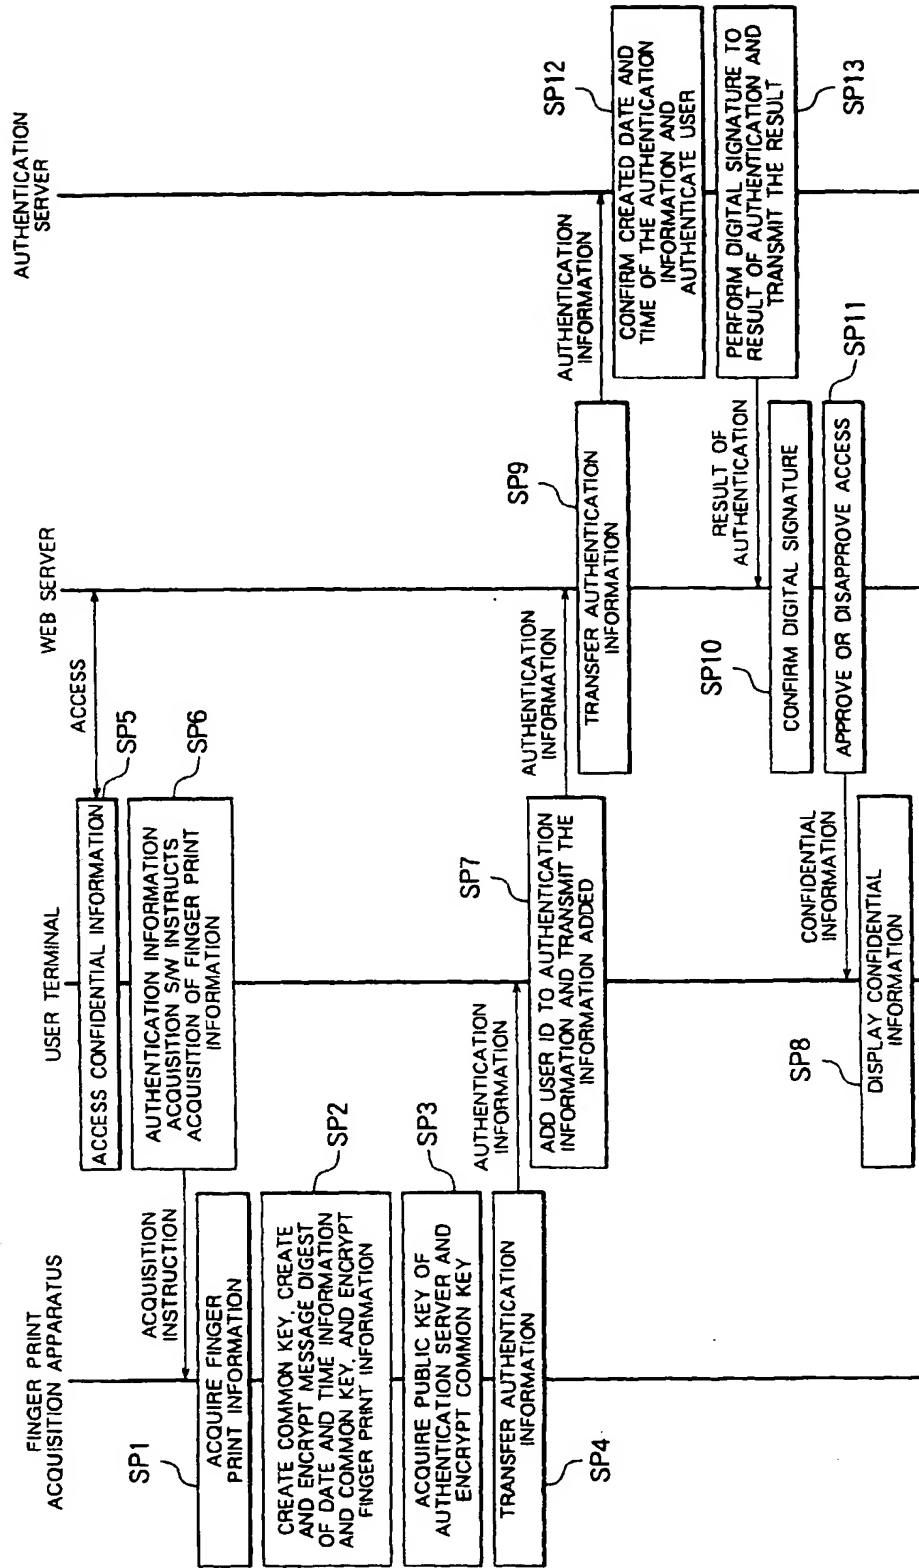 FINGER PRINT
ACQUISITION APPARATUS
USER TERMINAL
WEB SERVER
AUTHENTICATION
SERVER
ACCESS CONFIDENTIAL INFORMATION
SP5
ACCESS
AUTHENTICATION INFORMATION
ACQUISITION S/W INSTRUCTS
ACQUISITION OF FINGER PRINT
INFORMATION
SP6
ACQUISITION
INSTRUCTION
SP1
ACQUIRE FINGER
PRINT INFORMATION
CREATE COMMON KEY, CREATE
AND ENCRYPT MESSAGE DIGEST
OF DATE AND TIME INFORMATION
AND COMMON KEY, AND ENCRYPT
FINGER PRINT INFORMATION
SP2
ACQUIRE PUBLIC KEY OF
AUTHENTICATION SERVER AND
ENCRYPT COMMON KEY
SP3
TRANSFER AUTHENTICATION
INFORMATION
SP4
AUTHENTICATION
INFORMATION
SP7
ADD USER ID TO AUTHENTICATION
INFORMATION AND TRANSMIT THE
INFORMATION ADDED
AUTHENTICATION
INFORMATION
SP9
TRANSFER AUTHENTICATION
INFORMATION
AUTHENTICATION
INFORMATION
SP12
CONFIRM CREATED DATE AND
TIME OF THE AUTHENTICATION
INFORMATION AND
AUTHENTICATE USER
PERFORM DIGITAL SIGNATURE TO
RESULT OF AUTHENTICATION AND
TRANSMIT THE RESULT
SP13
RESULT OF
AUTHENTICATION
SP10
CONFIRM DIGITAL SIGNATURE
SP11
APPROVE OR DISAPPROVE ACCESS
CONFIDENTIAL
INFORMATION
SP8
DISPLAY CONFIDENTIAL
INFORMATION